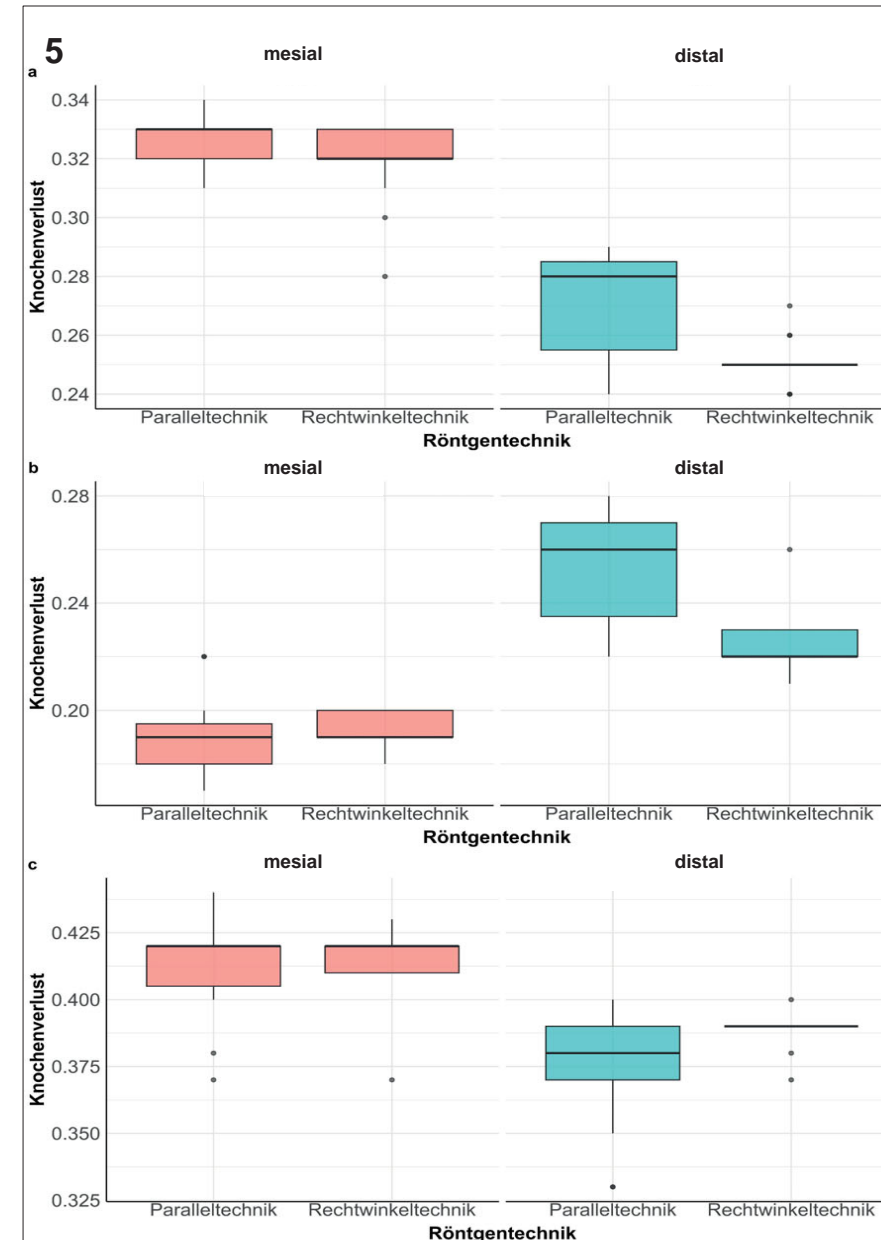 5
a
mesial distal
Knochenverlust
0.34
0.32
0.30
0.28
0.26
0.24
Paralleltechnik Rechtwinkeltechnik Paralleltechnik Rechtwinkeltechnik
Röntgentechnik
b
mesial distal
Knochenverlust
0.28
0.24
0.20
Paralleltechnik Rechtwinkeltechnik Paralleltechnik Rechtwinkeltechnik
Röntgentechnik
c
mesial distal
Knochenverlust
0.425
0.400
0.375
0.350
0.325
Paralleltechnik Rechtwinkeltechnik Paralleltechnik Rechtwinkeltechnik
Röntgentechnik